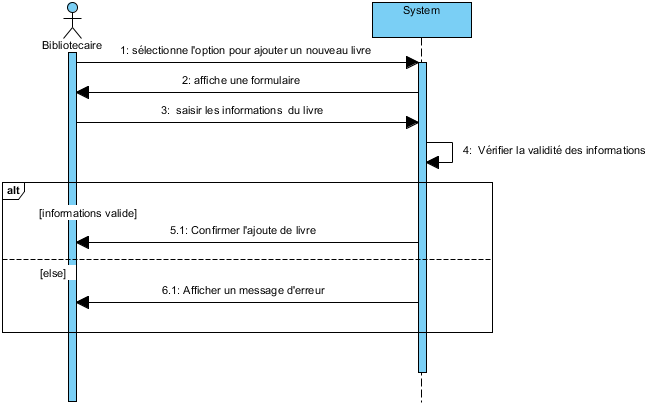 System
Bibliotecaire
1: sélectionne l'option pour ajouter un nouveau livre
2: affiche une formulaire
3: saisir les informations du livre
4: Vérifier la validité des informations
alt
[informations valide]
5.1: Confirmer l'ajoute de livre
[else]
6.1: Afficher un message d'erreur